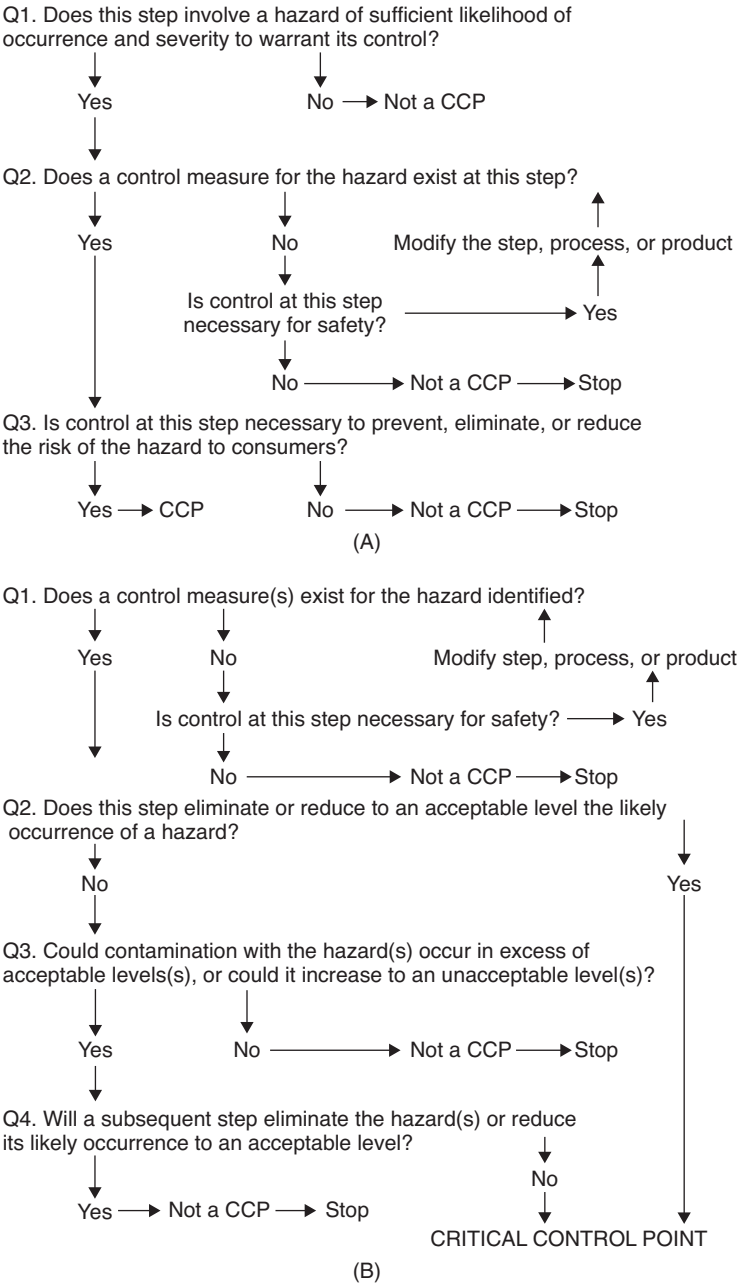 Q1. Does this step involve a hazard of sufficient likelihood of
occurrence and severity to warrant its control?
Yes
No
Not a CCP
Q2. Does a control measure for the hazard exist at this step?
Yes
No
Modify the step, process, or product
Is control at this step
necessary for safety?
Yes
No
Not a CCP
Stop
Q3. Is control at this step necessary to prevent, eliminate, or reduce
the risk of the hazard to consumers?
Yes
CCP
No
Not a CCP
Stop
(A)
Q1. Does a control measure(s) exist for the hazard identified?
Yes
No
Modify step, process, or product
Is control at this step necessary for safety?
Yes
No
Not a CCP
Stop
Q2. Does this step eliminate or reduce to an acceptable level the likely
occurrence of a hazard?
No
Yes
Q3. Could contamination with the hazard(s) occur in excess of
acceptable levels(s), or could it increase to an unacceptable level(s)?
Yes
No
Not a CCP
Stop
Q4. Will a subsequent step eliminate the hazard(s) or reduce
its likely occurrence to an acceptable level?
No
Yes
Not a CCP
Stop
CRITICAL CONTROL POINT
(B)